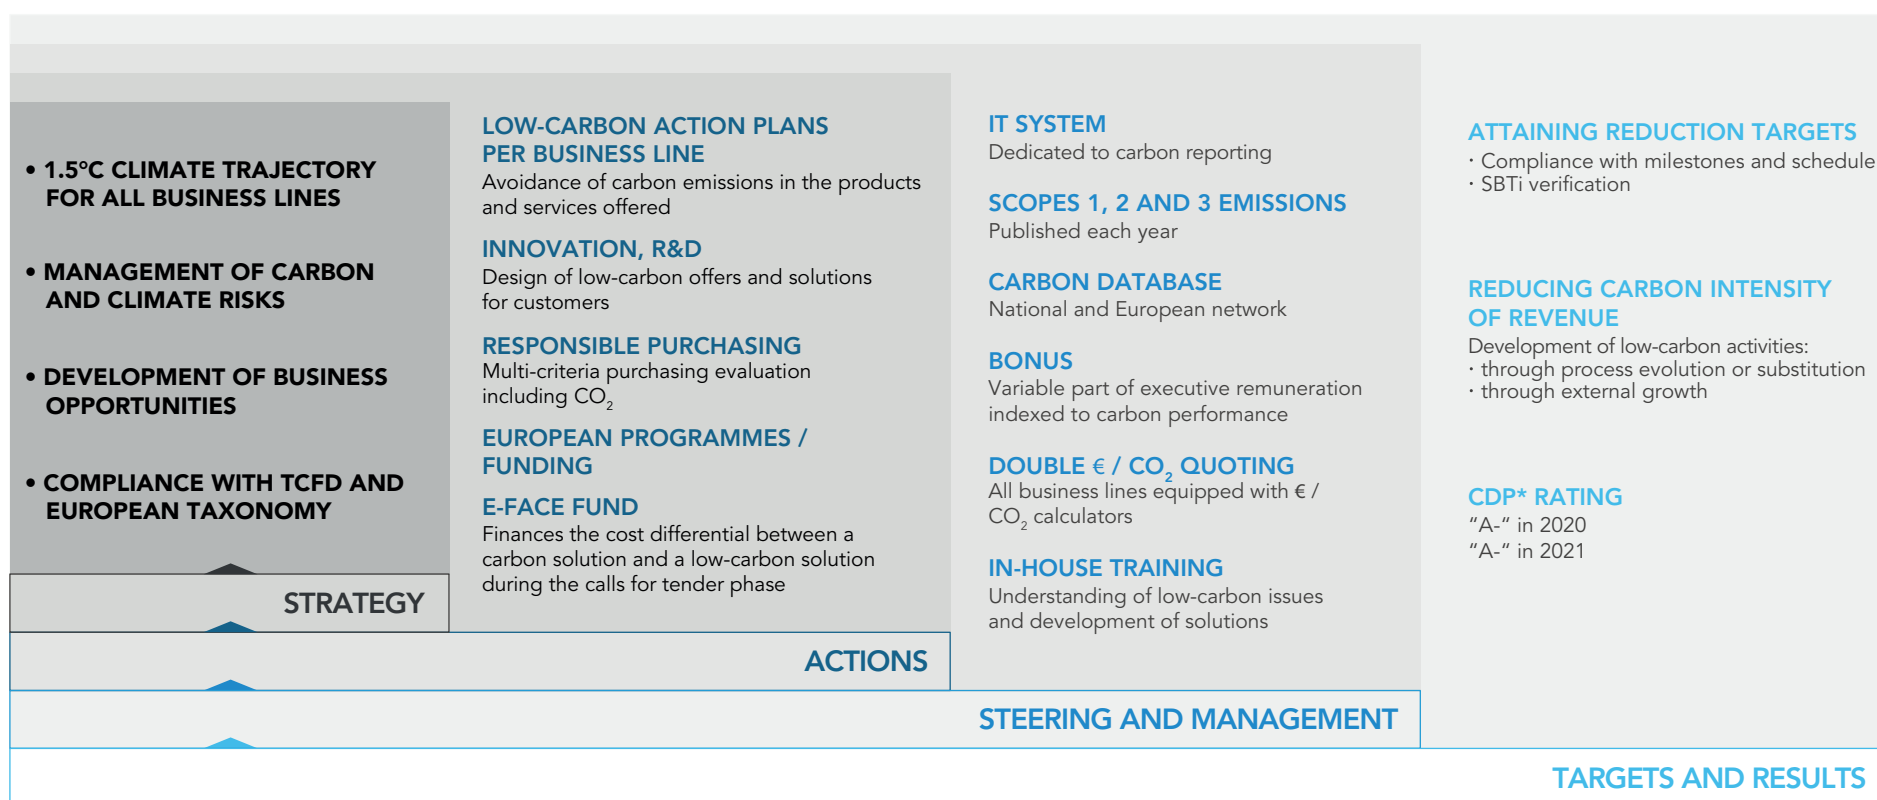 • 1.5°C CLIMATE TRAJECTORY
FOR ALL BUSINESS LINES
• MANAGEMENT OF CARBON
AND CLIMATE RISKS
• DEVELOPMENT OF BUSINESS
OPPORTUNITIES
• COMPLIANCE WITH TCFD AND
EUROPEAN TAXONOMY
STRATEGY
LOW-CARBON ACTION PLANS
PER BUSINESS LINE
Avoidance of carbon emissions in the products
and services offered
INNOVATION, R&D
Design of low-carbon offers and solutions
for customers
RESPONSIBLE PURCHASING
Multi-criteria purchasing evaluation
including CO₂
EUROPEAN PROGRAMMES /
FUNDING
E-FACE FUND
Finances the cost differential between a
carbon solution and a low-carbon solution
during the calls for tender phase
ACTIONS
IT SYSTEM
Dedicated to carbon reporting
SCOPES 1, 2 AND 3 EMISSIONS
Published each year
CARBON DATABASE
National and European network
BONUS
Variable part of executive remuneration
indexed to carbon performance
DOUBLE € / CO₂ QUOTING
All business lines equipped with € /
CO₂ calculators
IN-HOUSE TRAINING
Understanding of low-carbon issues
and development of solutions
STEERING AND MANAGEMENT
ATTAINING REDUCTION TARGETS
· Compliance with milestones and schedule
· SBTi verification
REDUCING CARBON INTENSITY
OF REVENUE
Development of low-carbon activities:
· through process evolution or substitution
· through external growth
CDP* RATING
“A-“ in 2020
“A-“ in 2021
TARGETS AND RESULTS